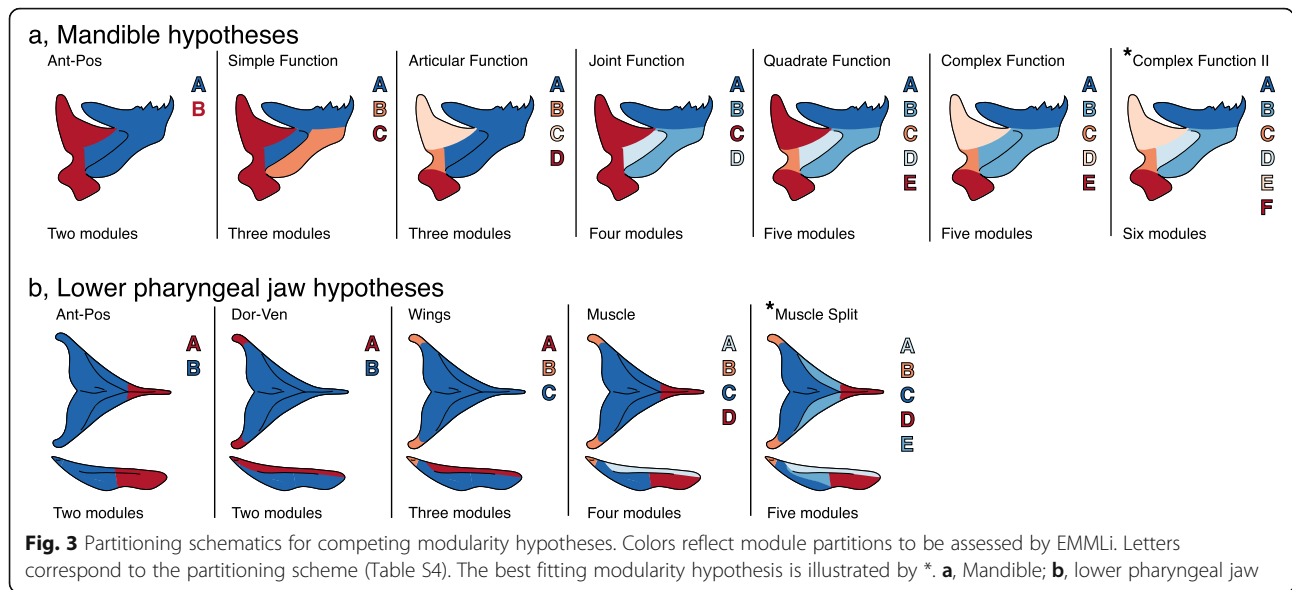 a, Mandible hypotheses
Ant-Pos
A
B
Two modules
Simple Function
A
B
C
Three modules
Articular Function
A
B
C
D
Three modules
Joint Function
A
B
C
D
Four modules
Quadrate Function
A
B
C
D
E
Five modules
Complex Function
A
B
C
D
E
Five modules
*Complex Function II
A
B
C
D
E
F
Six modules
b, Lower pharyngeal jaw hypotheses
Ant-Pos
A
B
Two modules
Dor-Ven
A
B
Two modules
Wings
A
B
C
Three modules
Muscle
A
B
C
D
Four modules
*Muscle Split
A
B
C
D
E
Five modules
Fig. 3 Partitioning schematics for competing modularity hypotheses. Colors reflect module partitions to be assessed by EMMLi. Letters
correspond to the partitioning scheme (Table S4). The best fitting modularity hypothesis is illustrated by *. a, Mandible; b, lower pharyngeal jaw